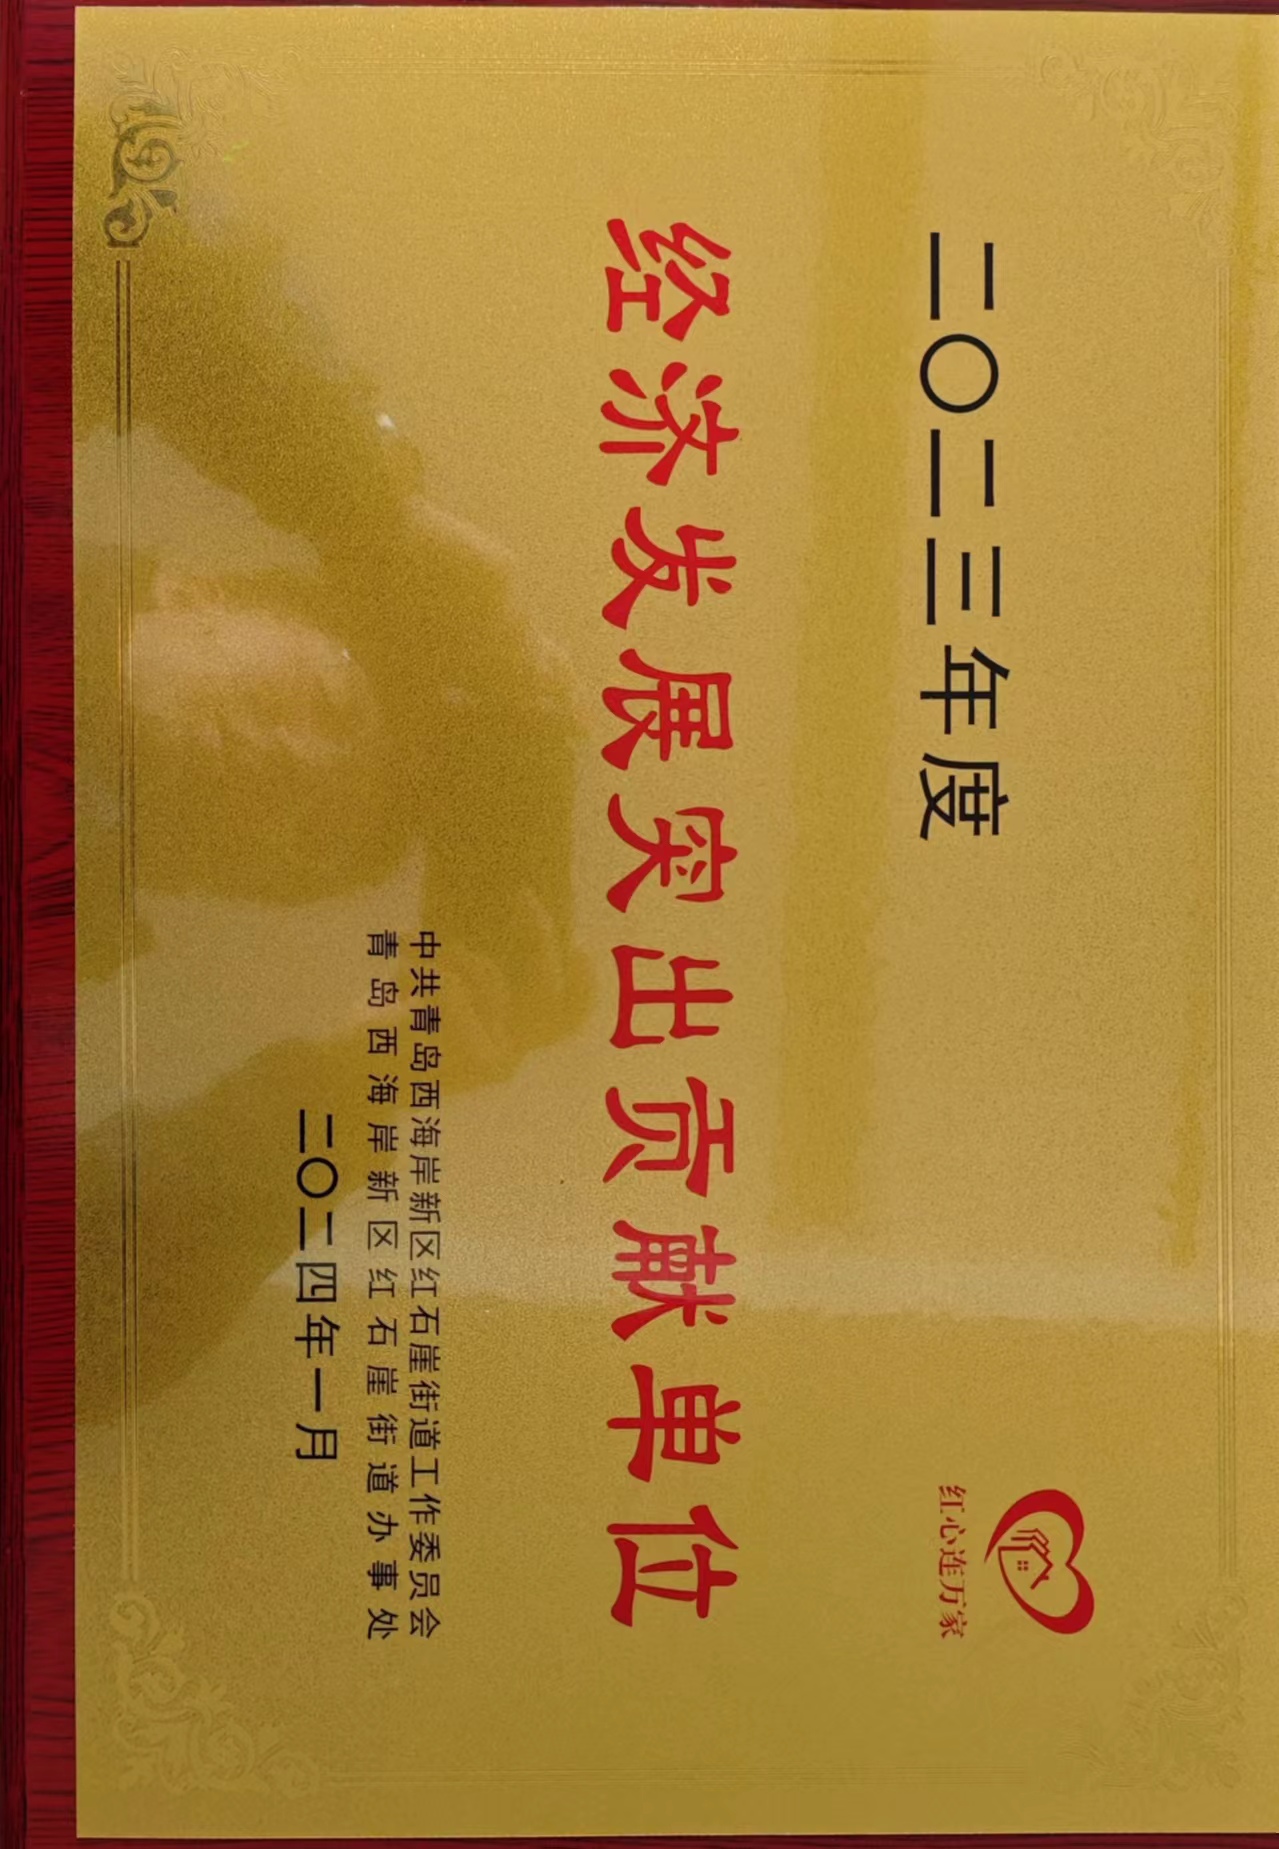 红心连万家
二〇二三年度
经济发展突出贡献单位
中共青岛西海岸新区红石崖街道工作委员会
青岛西海岸新区红石崖街道办事处
二〇二四年一月